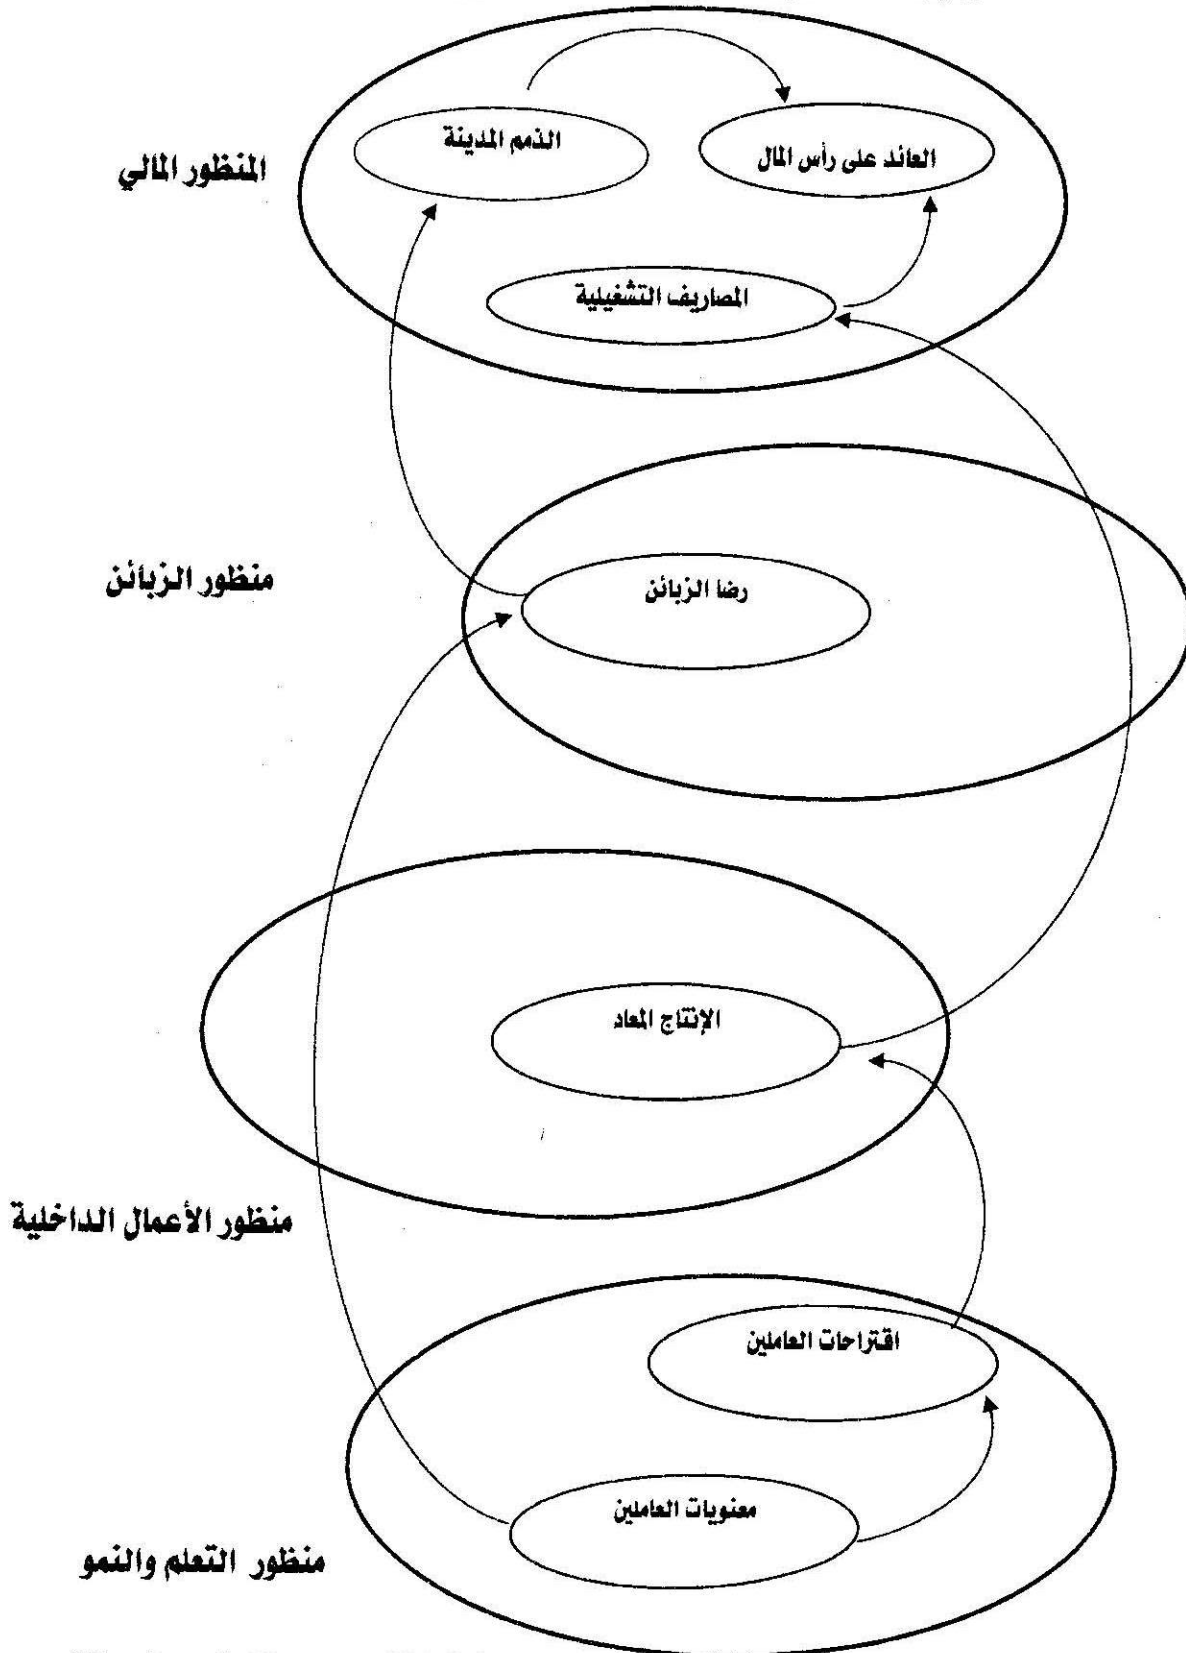 الذمم المدينة
العائد على رأس المال
المنظور المالي
المصاريف التشغيلية
منظور الزبائن
رضا الزبائن
الإنتاج المعاد
منظور الأعمال الداخلية
اقتراحات العاملين
معنويات العاملين
منظور التعلم والنمو